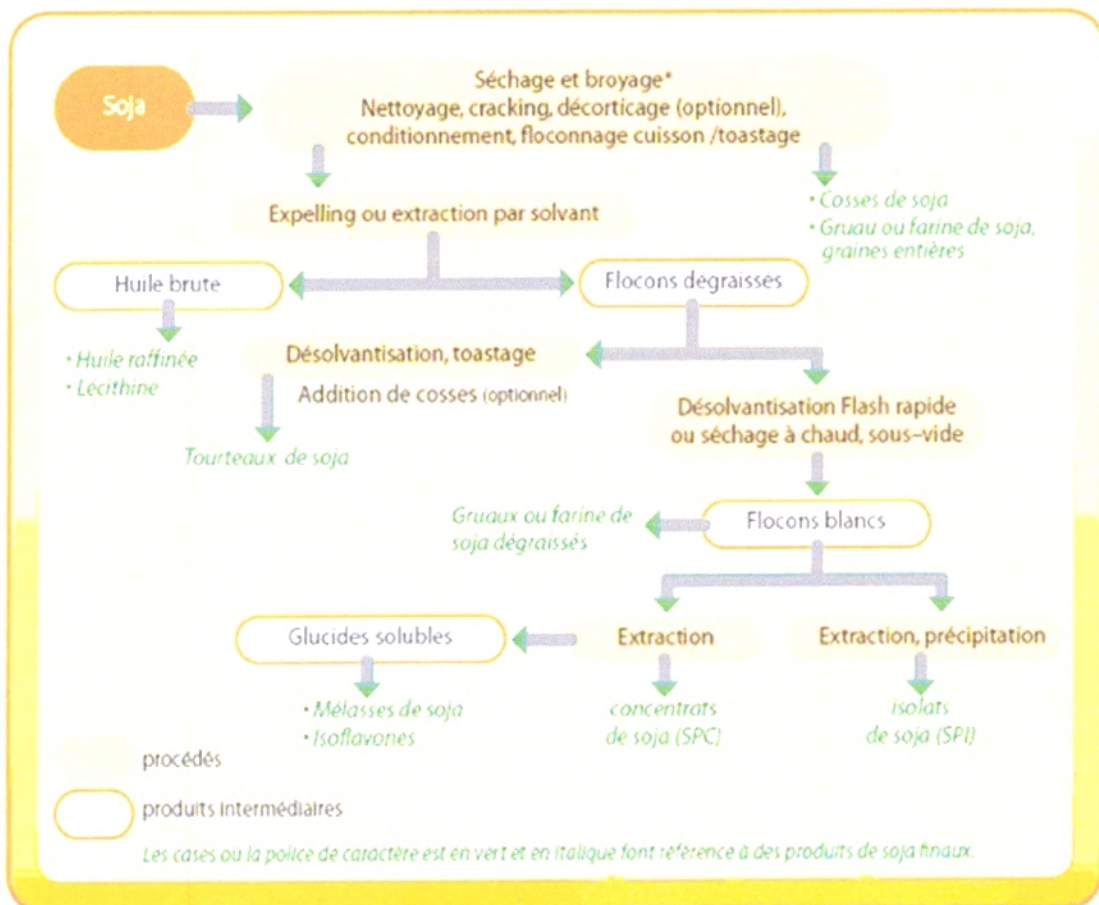 Soja
Séchage et broyage*
Nettoyage, cracking, décorticage (optionnel),
conditionnement, floconnage cuisson /toastage
Expelling ou extraction par solvant
• Cosses de soja
• Gruau ou farine de soja,
graines entières
Huile brute
Flocons dégraissés
• Huile raffinée
• Lécithine
Désolvantisation, toastage
Addition de cosses (optionnel)
Tourteaux de soja
Désolvantisation Flash rapide
ou séchage à chaud, sous-vide
Gruaux ou farine de
soja dégraissés
Flocons blancs
Glucides solubles
Extraction
Extraction, précipitation
• Mélasses de soja
• Isoflavones
concentrats
de soja (SPC)
isolats
de soja (SPI)
procédés
produits intermédiaires
Les cases où la police de caractère est en vert et en italique font référence à des produits de soja finaux.